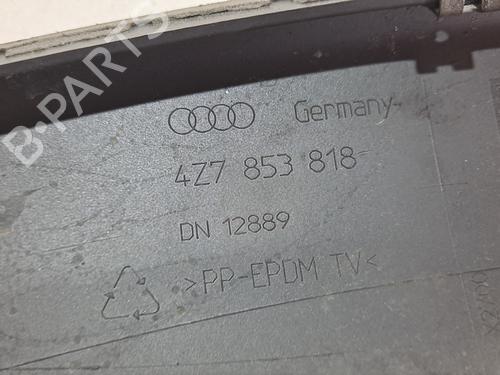 B-PARTS
Germany
4Z7 853 818
DN 12889
>PP-EPDM TV<